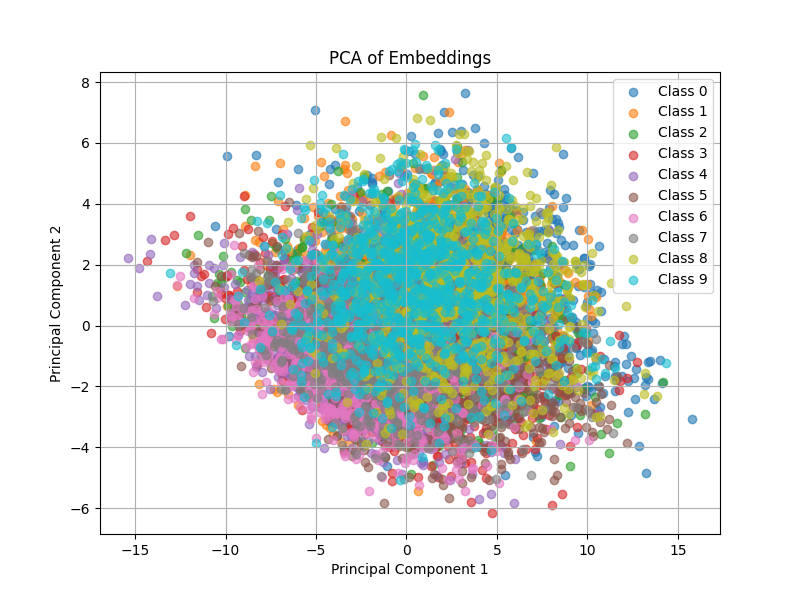 PCA of Embeddings
8
6
4
2
0
−2
−4
−6
Principal Component 2
−15
−10
−5
0
5
10
15
Principal Component 1
Class 0
Class 1
Class 2
Class 3
Class 4
Class 5
Class 6
Class 7
Class 8
Class 9